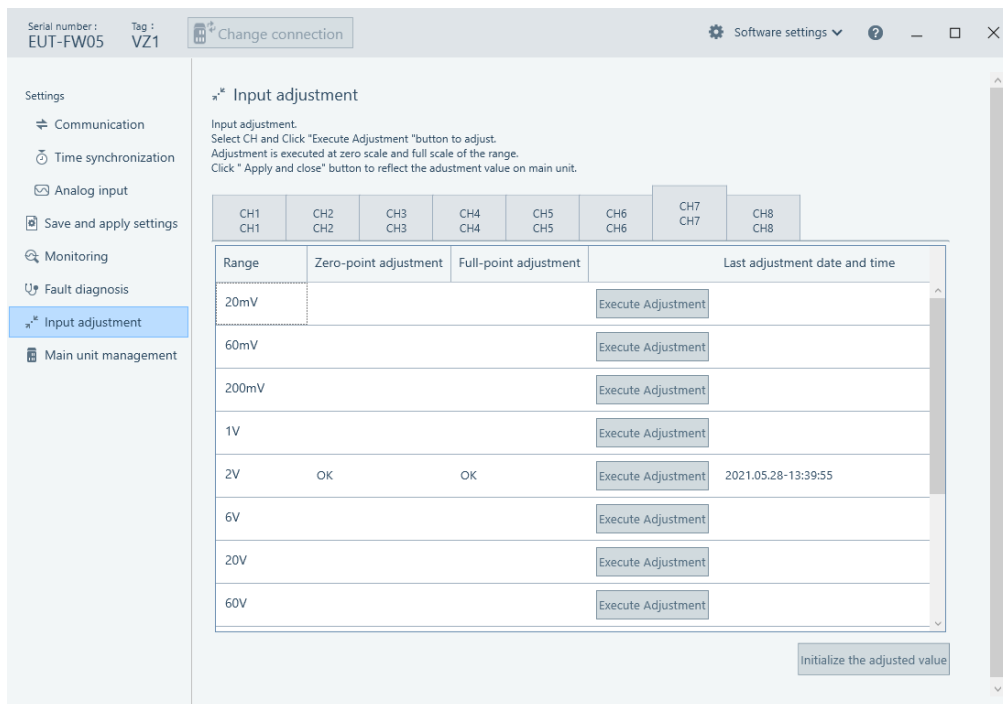 Serial number :
EUT-FW05
Tag :
VZ1
Change connection
Software settings
?
Settings
Communication
Time synchronization
Analog input
Save and apply settings
Monitoring
Fault diagnosis
Input adjustment
Main unit management
Input adjustment
Input adjustment.
Select CH and Click "Execute Adjustment "button to adjust.
Adjustment is executed at zero scale and full scale of the range.
Click " Apply and close" button to reflect the adustment value on main unit.
CH1
CH1
CH2
CH2
CH3
CH3
CH4
CH4
CH5
CH5
CH6
CH6
CH7
CH7
CH8
CH8
Range Zero-point adjustment Full-point adjustment Last adjustment date and time
20mV Execute Adjustment
60mV Execute Adjustment
200mV Execute Adjustment
1V Execute Adjustment
2V OK OK Execute Adjustment 2021.05.28-13:39:55
6V Execute Adjustment
20V Execute Adjustment
60V Execute Adjustment
Initialize the adjusted value